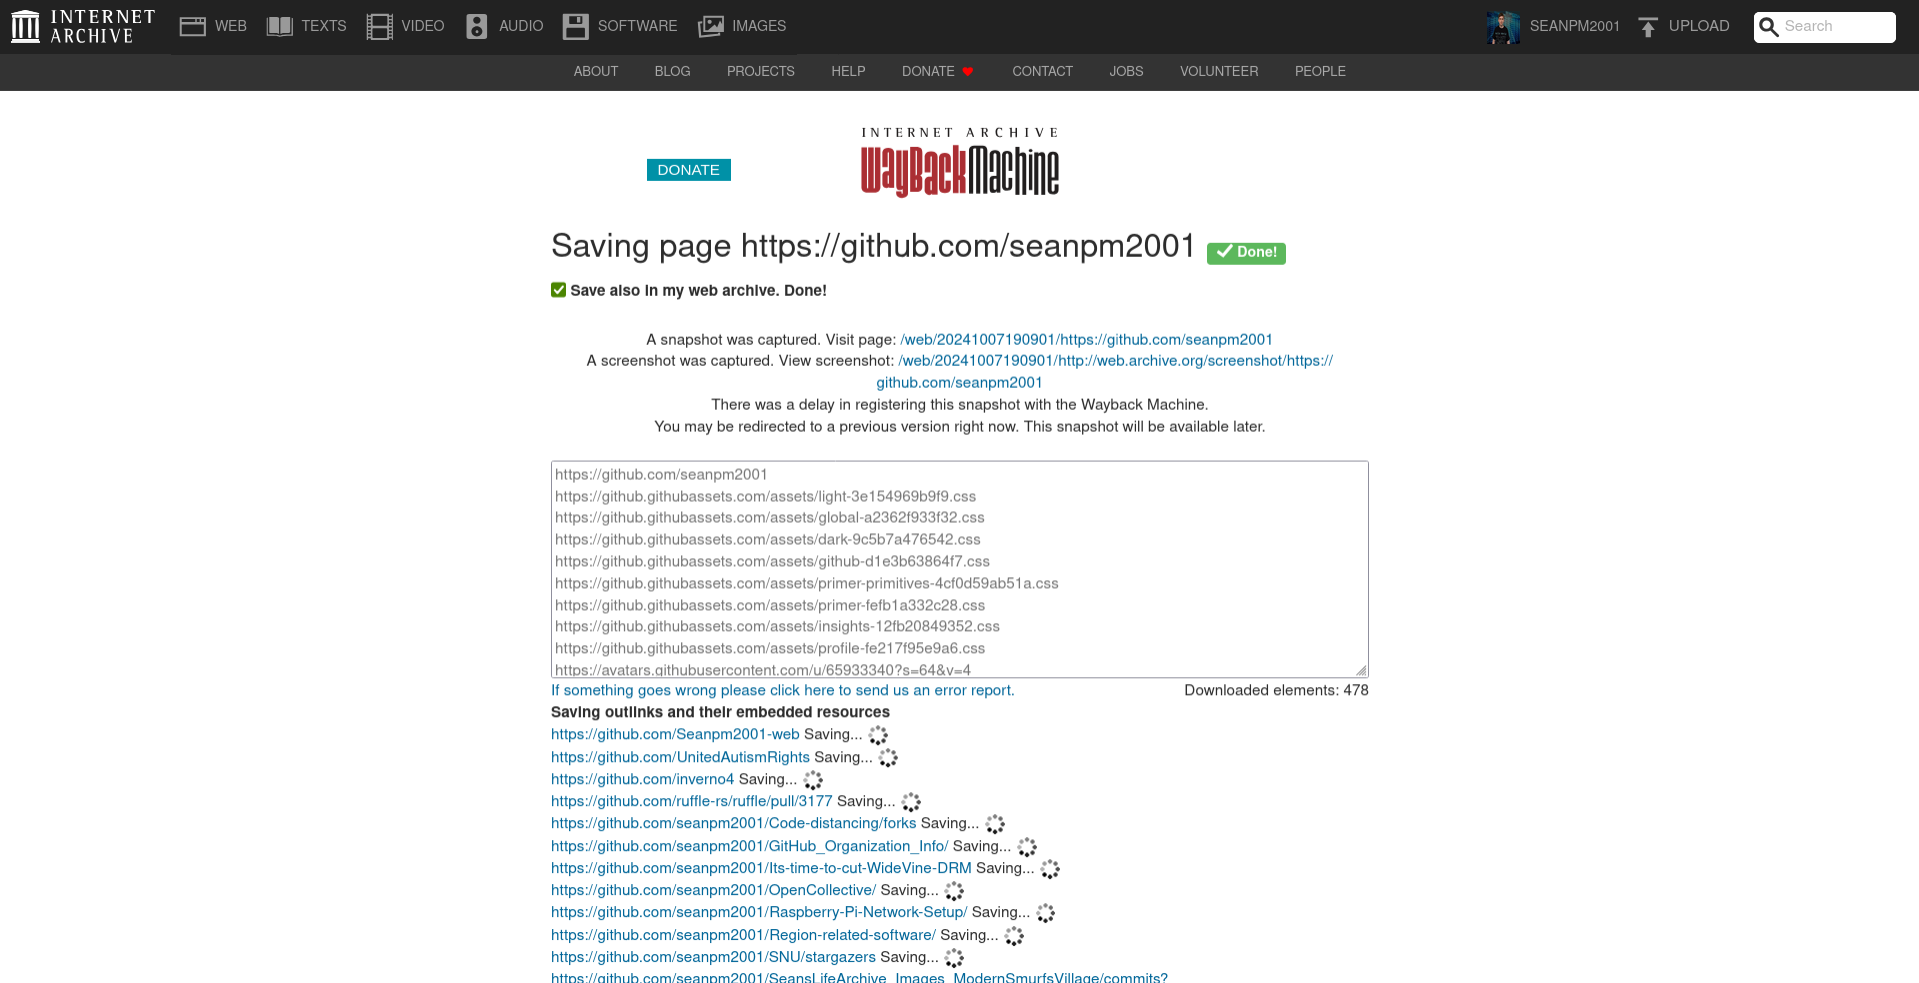 INTERNET
ARCHIVE
WEB
TEXTS
VIDEO
AUDIO
SOFTWARE
IMAGES
SEANPM2001
UPLOAD
Search
ABOUT
BLOG
PROJECTS
HELP
DONATE
CONTACT
JOBS
VOLUNTEER
PEOPLE
DONATE
INTERNET ARCHIVE
WayBackMachine
Saving page https://github.com/seanpm2001 Done!
Save also in my web archive. Done!
A snapshot was captured. Visit page: /web/20241007190901/https://github.com/seanpm2001
A screenshot was captured. View screenshot: /web/20241007190901/http://web.archive.org/screenshot/https://
github.com/seanpm2001
There was a delay in registering this snapshot with the Wayback Machine.
You may be redirected to a previous version right now. This snapshot will be available later.
https://github.com/seanpm2001
https://github.githubassets.com/assets/light-3e154969b9f9.css
https://github.githubassets.com/assets/global-a2362f933f32.css
https://github.githubassets.com/assets/dark-9c5b7a476542.css
https://github.githubassets.com/assets/github-d1e3b63864f7.css
https://github.githubassets.com/assets/primer-primitives-4cf0d59ab51a.css
https://github.githubassets.com/assets/primer-fefb1a332c28.css
https://github.githubassets.com/assets/insights-12fb20849352.css
https://github.githubassets.com/assets/profile-fe217f95e9a6.css
https://avatars.githubusercontent.com/u/65933340?s=64&v=4
If something goes wrong please click here to send us an error report.
Downloaded elements: 478
Saving outlinks and their embedded resources
https://github.com/Seanpm2001-web Saving...
https://github.com/UnitedAutismRights Saving...
https://github.com/inverno4 Saving...
https://github.com/ruffle-rs/ruffle/pull/3177 Saving...
https://github.com/seanpm2001/Code-distancing/forks Saving...
https://github.com/seanpm2001/GitHub_Organization_Info/ Saving...
https://github.com/seanpm2001/Its-time-to-cut-WideVine-DRM Saving...
https://github.com/seanpm2001/OpenCollective/ Saving...
https://github.com/seanpm2001/Raspberry-Pi-Network-Setup/ Saving...
https://github.com/seanpm2001/Region-related-software/ Saving...
https://github.com/seanpm2001/SNU/stargazers Saving...
https://github.com/seanpm2001/SeansLifeArchive_Images_ModernSmurfsVillage/commits?